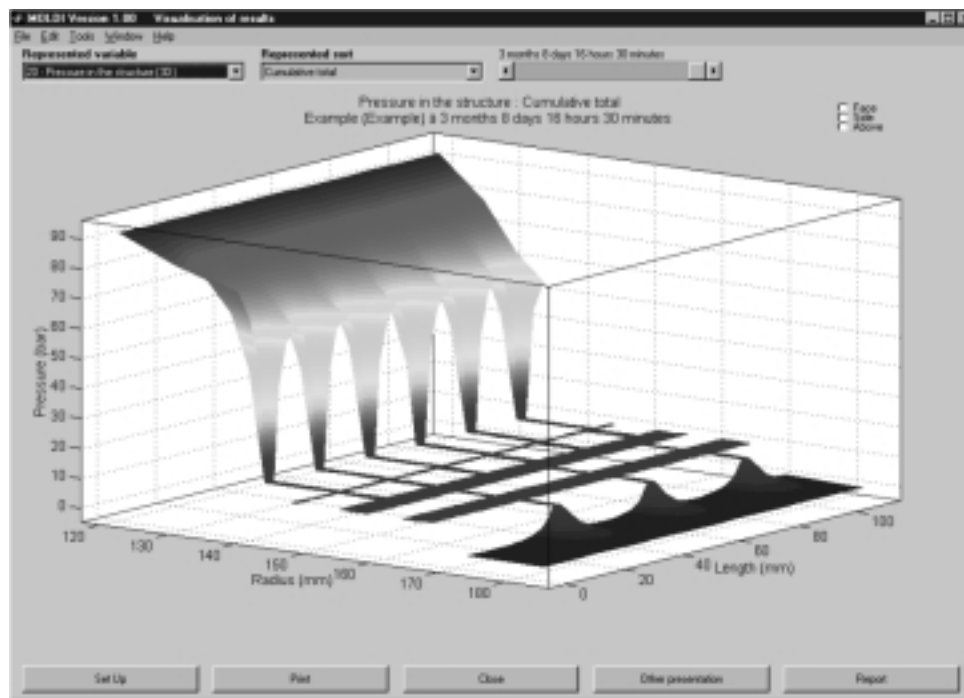 MOLDI Version 1.00 Visualisation of results
File Edit Tools Window Help
Represented variable
Represented sort
3 months 8 days 16 hours 30 minutes
20 - Pressure in the structure (3D)
Cumulative total
Pressure in the structure : Cumulative total
Example (Example) à 3 months 8 days 16 hours 30 minutes
Face
Side
Above
Pressure (bar)
90
80
70
60
50
40
30
20
10
0
120
130
140
150
160
170
180
Radius (mm)
0
20
40
60
80
100
Length (mm)
Set Up
Print
Close
Other presentation
Report